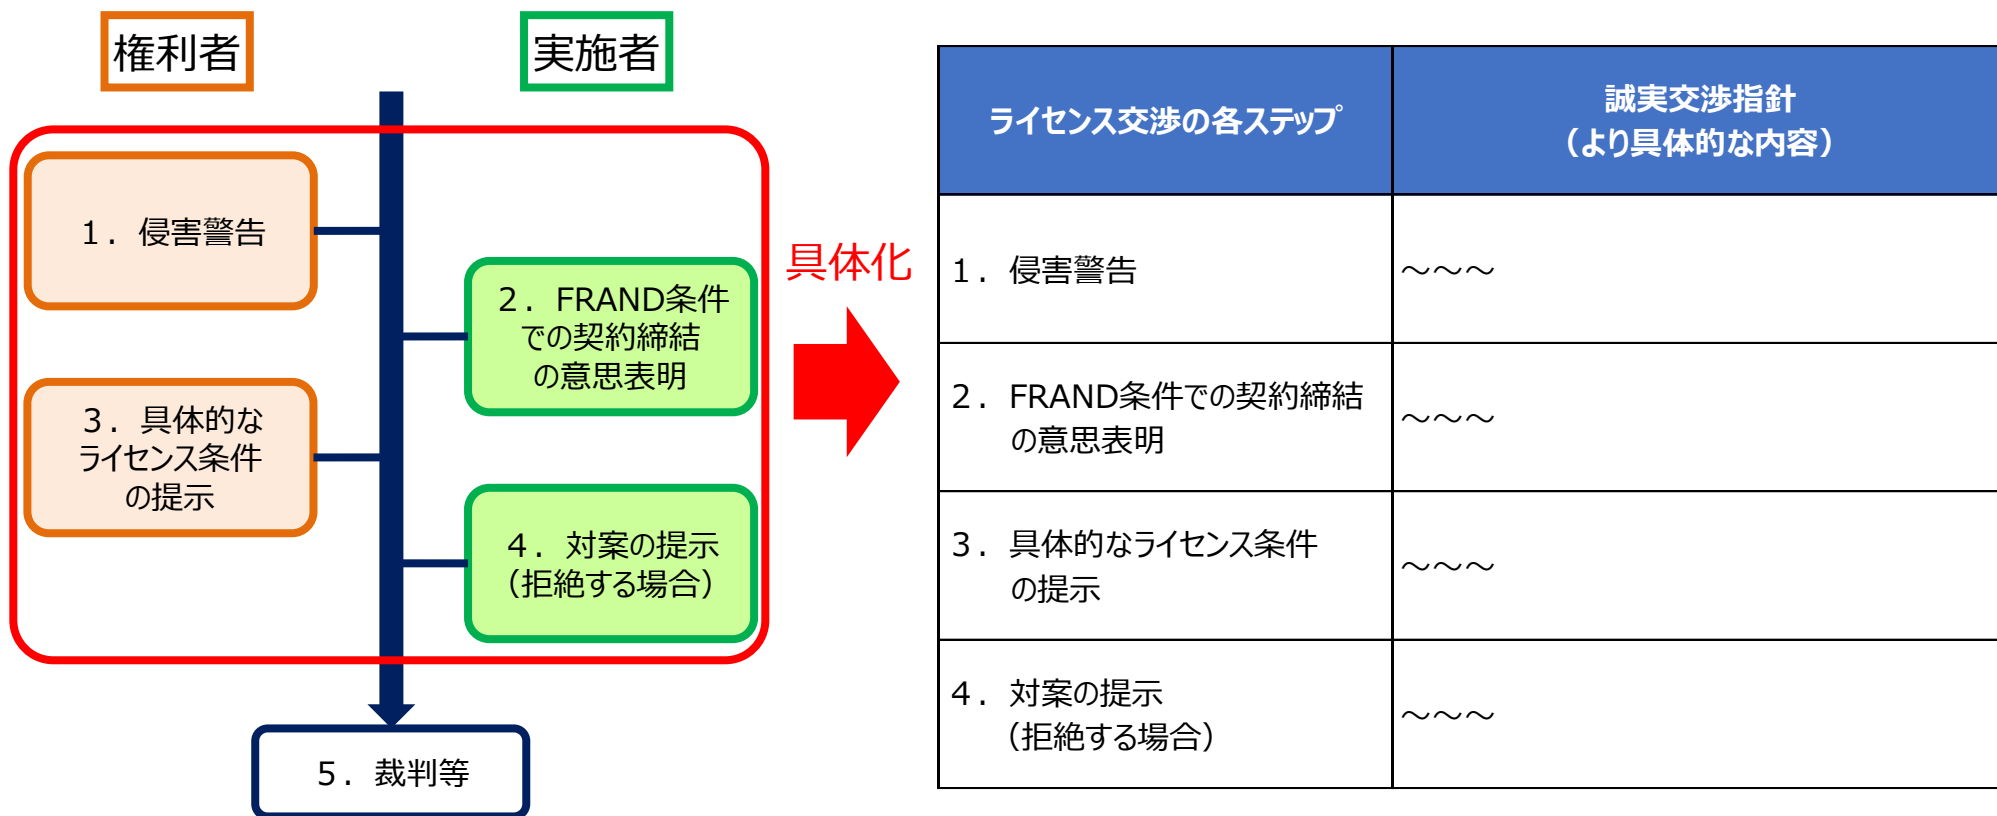 権利者
実施者
1. 侵害警告
2. FRAND条件
での契約締結
の意思表明
3. 具体的な
ライセンス条件
の提示
4. 対案の提示
（拒絶する場合）
5. 裁判等
具体化
ライセンス交渉の各ステップ
誠実交渉指針
（より具体的な内容）
1. 侵害警告
～～～
2. FRAND条件での契約締結
の意思表明
～～～
3. 具体的なライセンス条件
の提示
～～～
4. 対案の提示
（拒絶する場合）
～～～